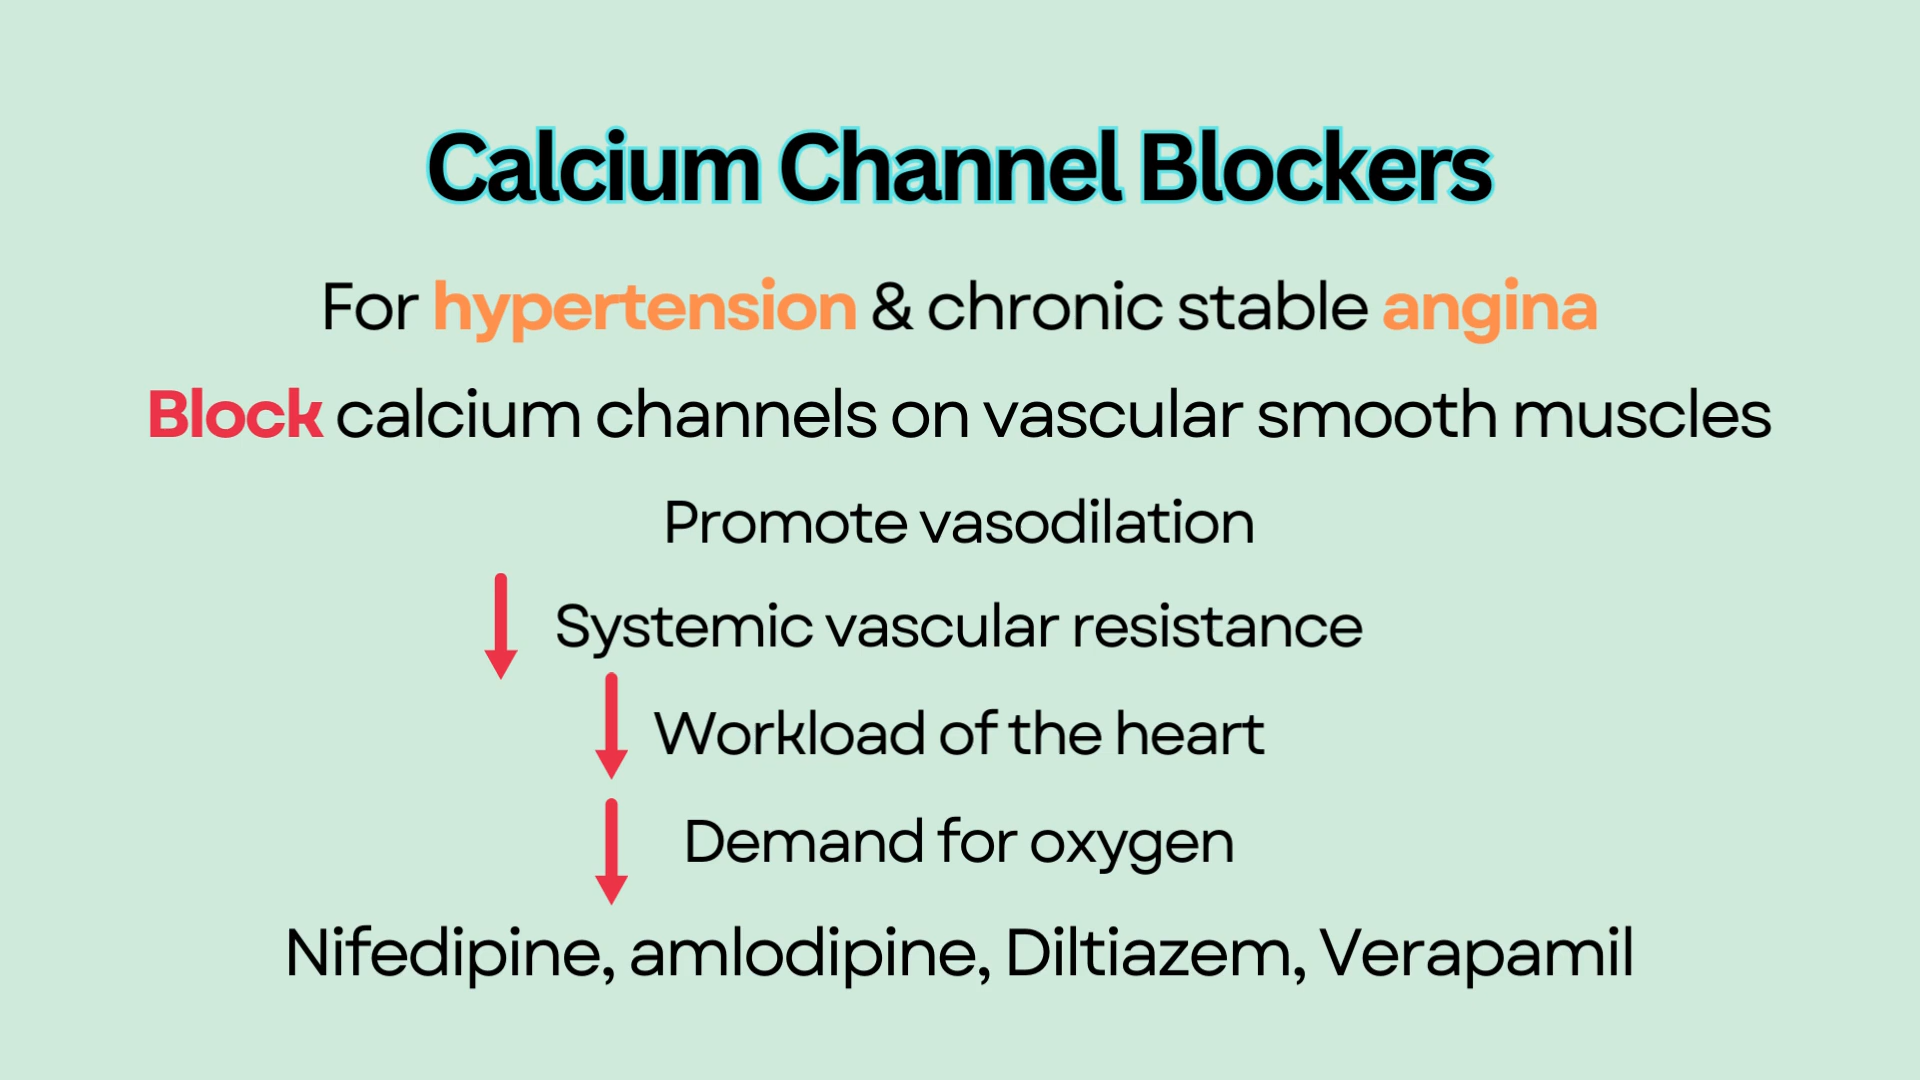 Calcium Channel Blockers
For hypertension & chronic stable angina
Block calcium channels on vascular smooth muscles
Promote vasodilation
Systemic vascular resistance
Workload of the heart
Demand for oxygen
Nifedipine, amlodipine, Diltiazem, Verapamil